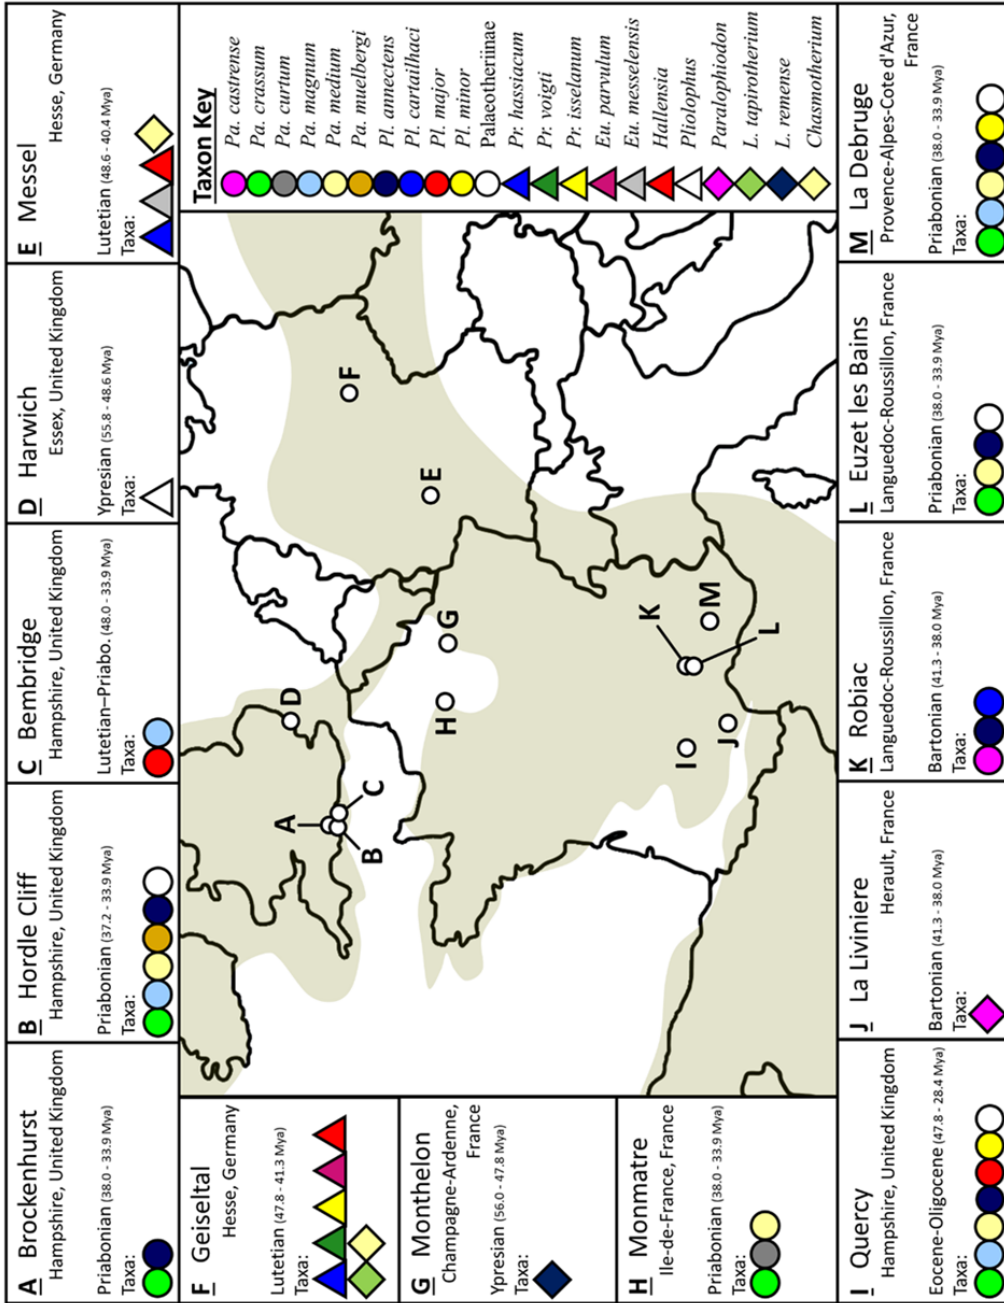 A Brockenhurst
Hampshire, United Kingdom
Priabonian (38.0 - 33.9 Mya)
Taxa:
B Hordle Cliff
Hampshire, United Kingdom
Priabonian (37.2 - 33.9 Mya)
Taxa:
C Bembridge
Hampshire, United Kingdom
Lutetian–Priabo. (48.0 - 33.9 Mya)
Taxa:
D Harwich
Essex, United Kingdom
Ypresian (55.8 - 48.6 Mya)
Taxa:
E Messel
Hesse, Germany
Lutetian (48.6 - 40.4 Mya)
Taxa:
F Geiseltal
Hesse, Germany
Lutetian (47.8 - 41.3 Mya)
Taxa:
G Monthelon
Champagne-Ardenne,
France
Ypresian (56.0 - 47.8 Mya)
Taxa:
H Monmatre
Ile-de-France, France
Priabonian (38.0 - 33.9 Mya)
Taxa:
A
B
C
D
E
F
G
H
I
J
K
L
M
Taxon Key
Pa. castrense
Pa. crassum
Pa. curtum
Pa. magnum
Pa. medium
Pa. muelbergi
Pl. annectens
Pl. cartailhaci
Pl. major
Pl. minor
Palaeotheriinae
Pr. hassiacum
Pr. voigti
Pr. isselanum
Eu. parvulum
Eu. messelensis
Hallensia
Pliolophus
Paralophiodon
L. tapirotherium
L. remense
Chasmotherium
I Quercy
Hampshire, United Kingdom
Eocene-Oligocene (47.8 - 28.4 Mya)
Taxa:
J La Liviniere
Herault, France
Bartonian (41.3 - 38.0 Mya)
Taxa:
K Robiac
Languedoc-Roussillon, France
Bartonian (41.3 - 38.0 Mya)
Taxa:
L Euzet les Bains
Languedoc-Roussillon, France
Priabonian (38.0 - 33.9 Mya)
Taxa:
M La Debruge
Provence-Alpes-Cote d'Azur,
France
Priabonian (38.0 - 33.9 Mya)
Taxa: